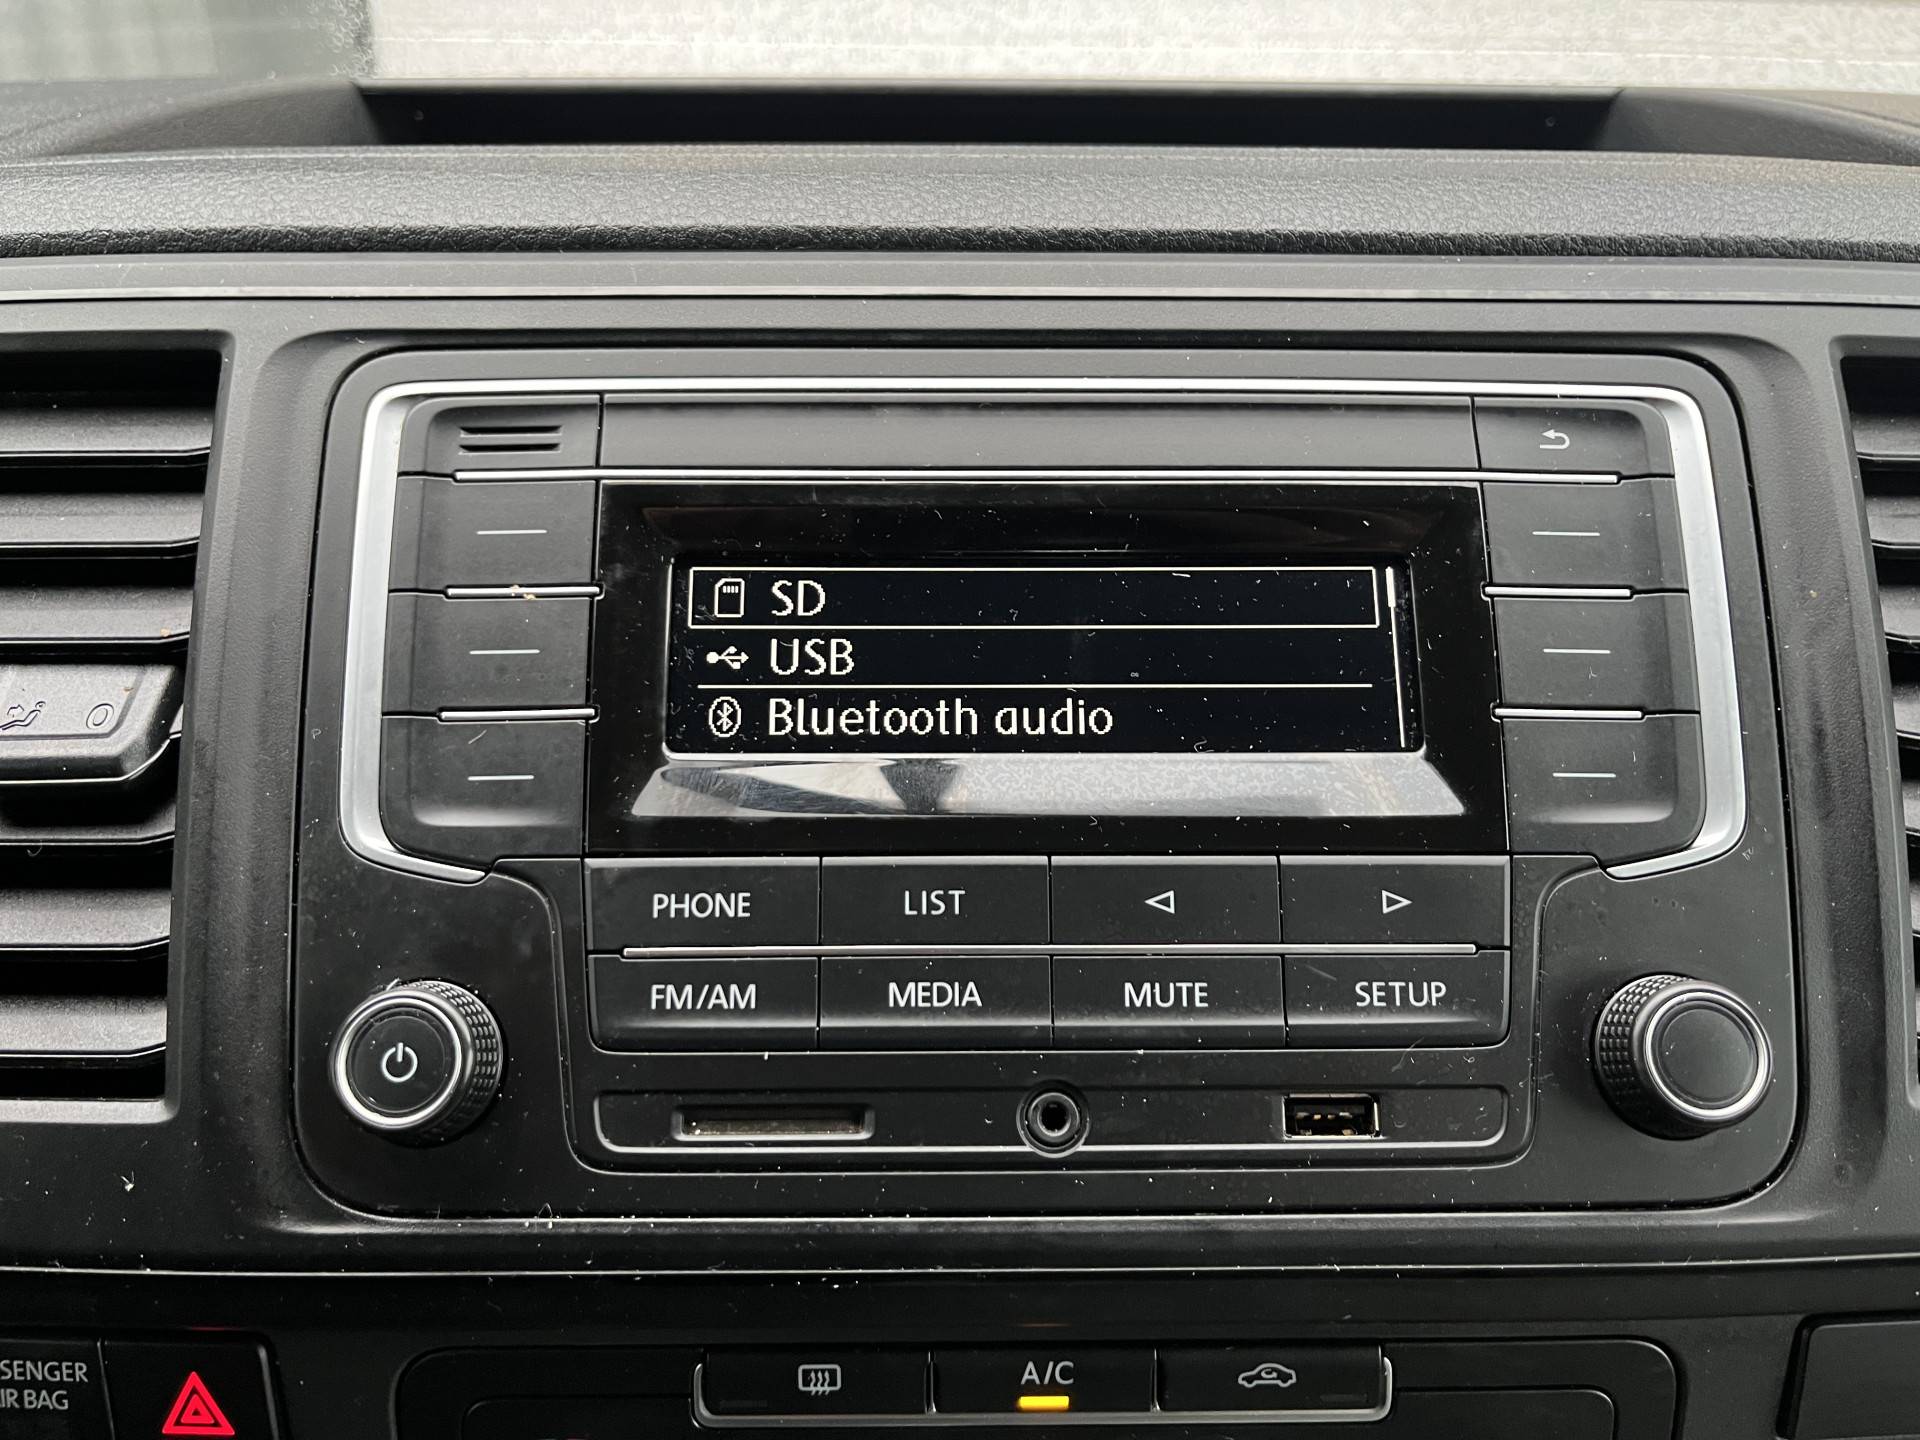 SD
USB
Bluetooth audio
PHONE
LIST
FM/AM
MEDIA
MUTE
SETUP
SENGER
IR BAG
A/C